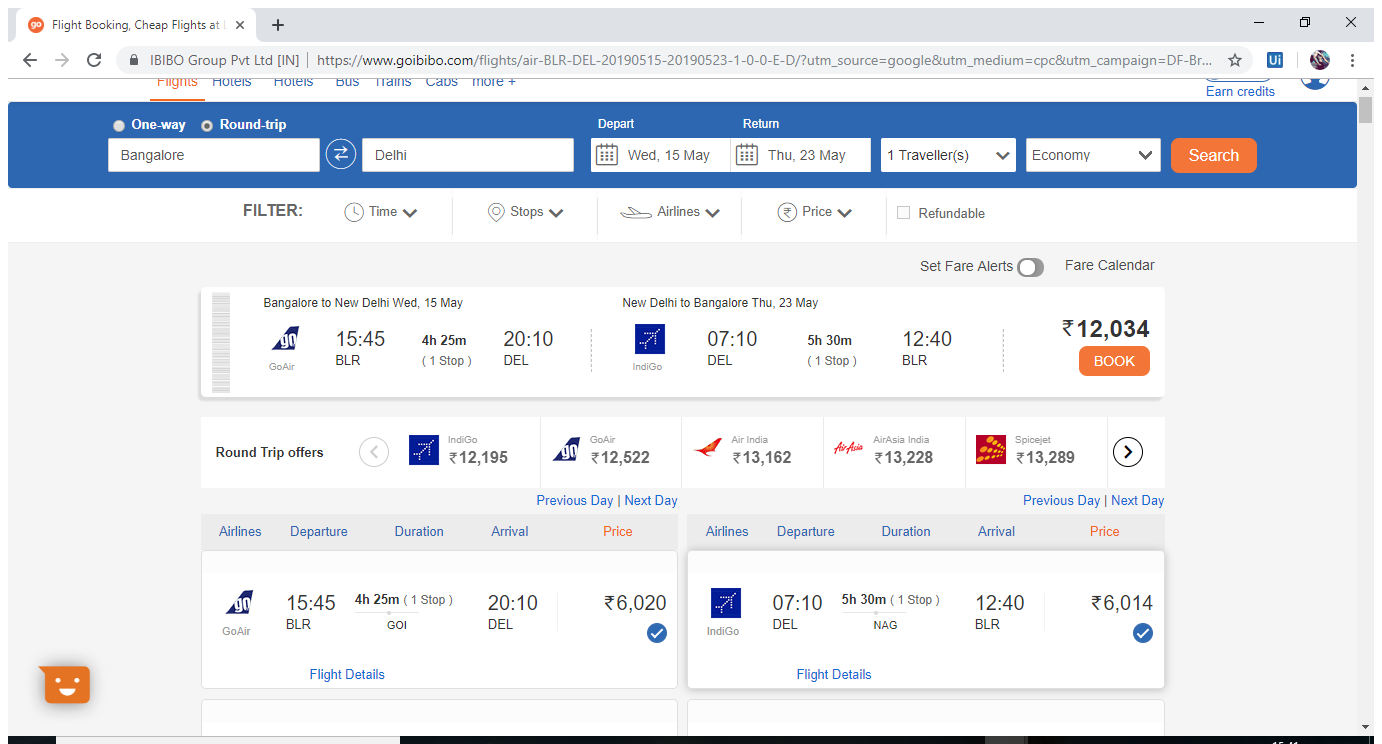 go Flight Booking, Cheap Flights at
IBIBO Group Pvt Ltd [IN] | https://www.goibibo.com/flights/air-BLR-DEL-20190515-20190523-1-0-0-E-D/?utm_source=google&utm_medium=cpc&utm_campaign=DF-Br... Ui
Flights Hotels Hotels Bus Trains Cabs more +
Earn credits
One-way Round-trip Depart Return
Bangalore Delhi Wed, 15 May Thu, 23 May 1 Traveller(s) Economy Search
FILTER: Time Stops Airlines ₹ Price Refundable
Set Fare Alerts Fare Calendar
Bangalore to New Delhi Wed, 15 May New Delhi to Bangalore Thu, 23 May
go 15:45 4h 25m 20:10 07:10 5h 30m 12:40 ₹12,034
GoAir BLR ( 1 Stop ) DEL IndiGo DEL ( 1 Stop ) BLR BOOK
Round Trip offers IndiGo ₹12,195 go GoAir ₹12,522 Air India ₹13,162 AirAsia AirAsia India ₹13,228 Spicejet ₹13,289
Previous Day | Next Day Previous Day | Next Day
Airlines Departure Duration Arrival Price Airlines Departure Duration Arrival Price
go 15:45 4h 25m ( 1 Stop ) 20:10 ₹6,020 07:10 5h 30m ( 1 Stop ) 12:40 ₹6,014
GoAir BLR GOI DEL IndiGo DEL NAG BLR
Flight Details Flight Details